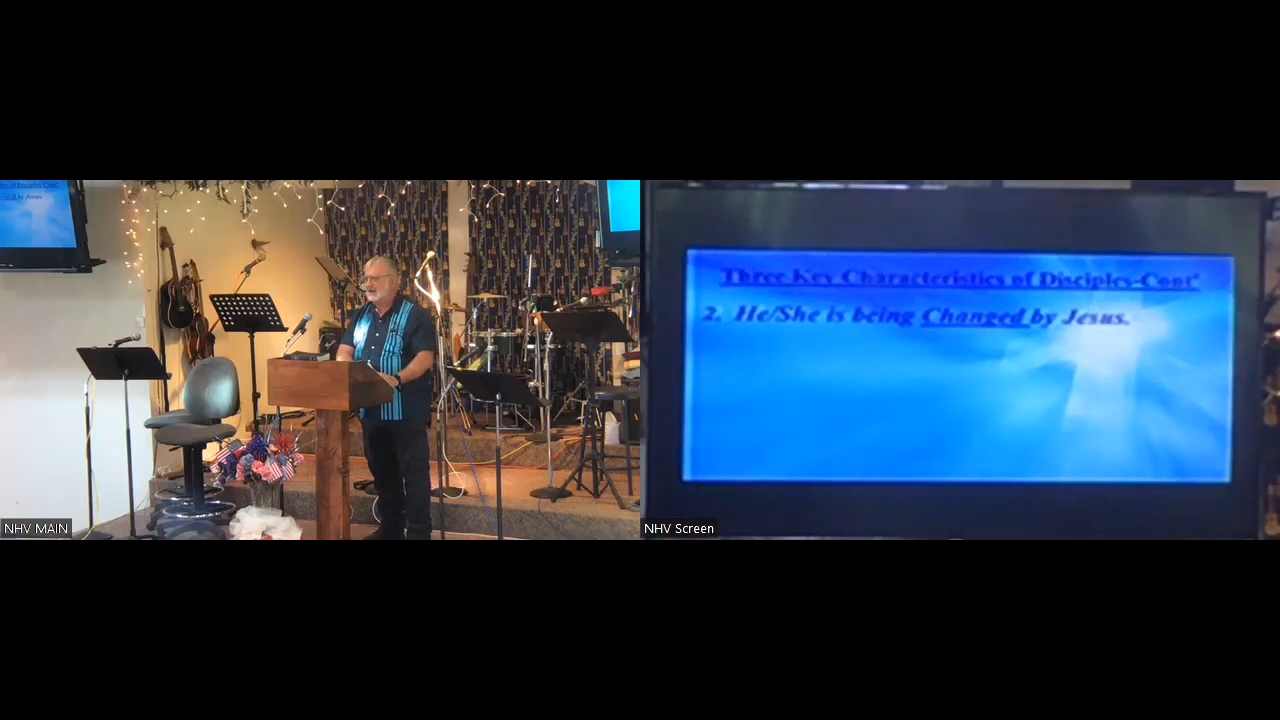 Three Key Characteristics of Disciples-Cont'
2. He/She is being Changed by Jesus.
NHV MAIN
NHV Screen